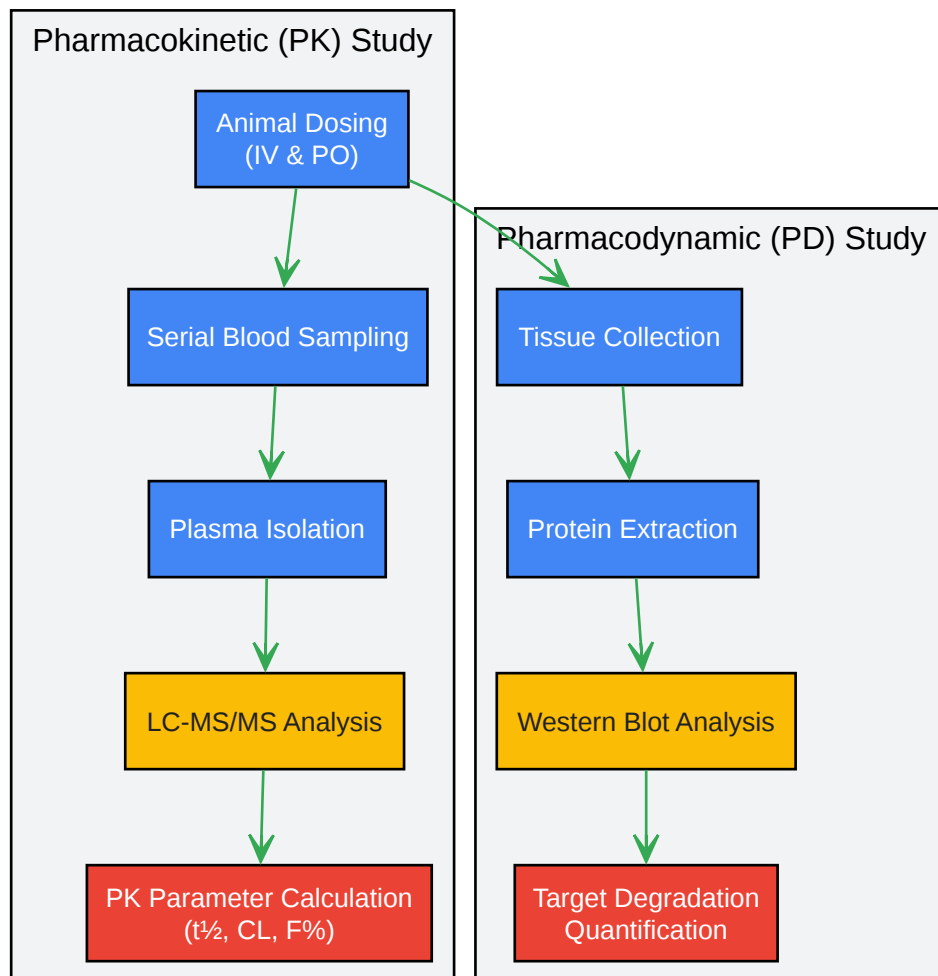 Pharmacokinetic (PK) Study
Animal Dosing
(IV & PO)
Serial Blood Sampling
Plasma Isolation
LC-MS/MS Analysis
PK Parameter Calculation
(t½, CL, F%)
Pharmacodynamic (PD) Study
Tissue Collection
Protein Extraction
Western Blot Analysis
Target Degradation
Quantification